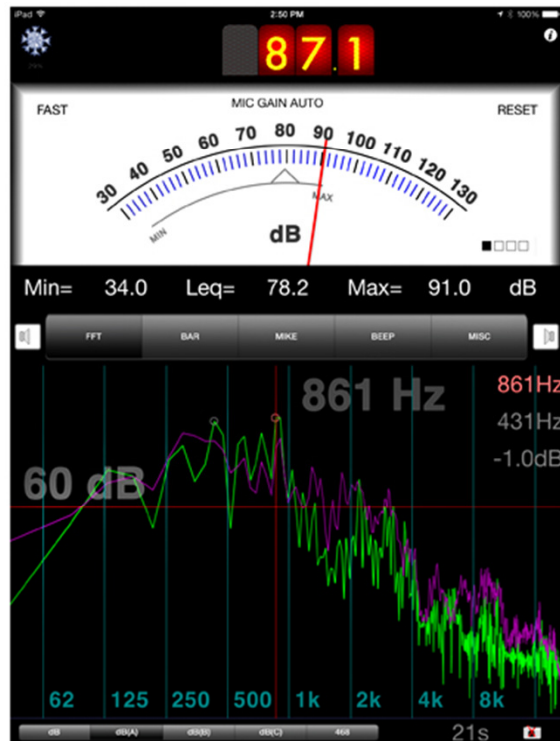 iPad 2:50 PM 100%
87.1
FAST MIC GAIN AUTO RESET
30 40 50 60 70 80 90 100 110 120 130
MIN MAX
dB
Min= 34.0 Leq= 78.2 Max= 91.0 dB
FFT BAR MIKE BEEP MISC
861 Hz 861Hz
431Hz
60 dB -1.0dB
62 125 250 500 1k 2k 4k 8k
dB dB(A) dB(B) dB(C) 468 21s